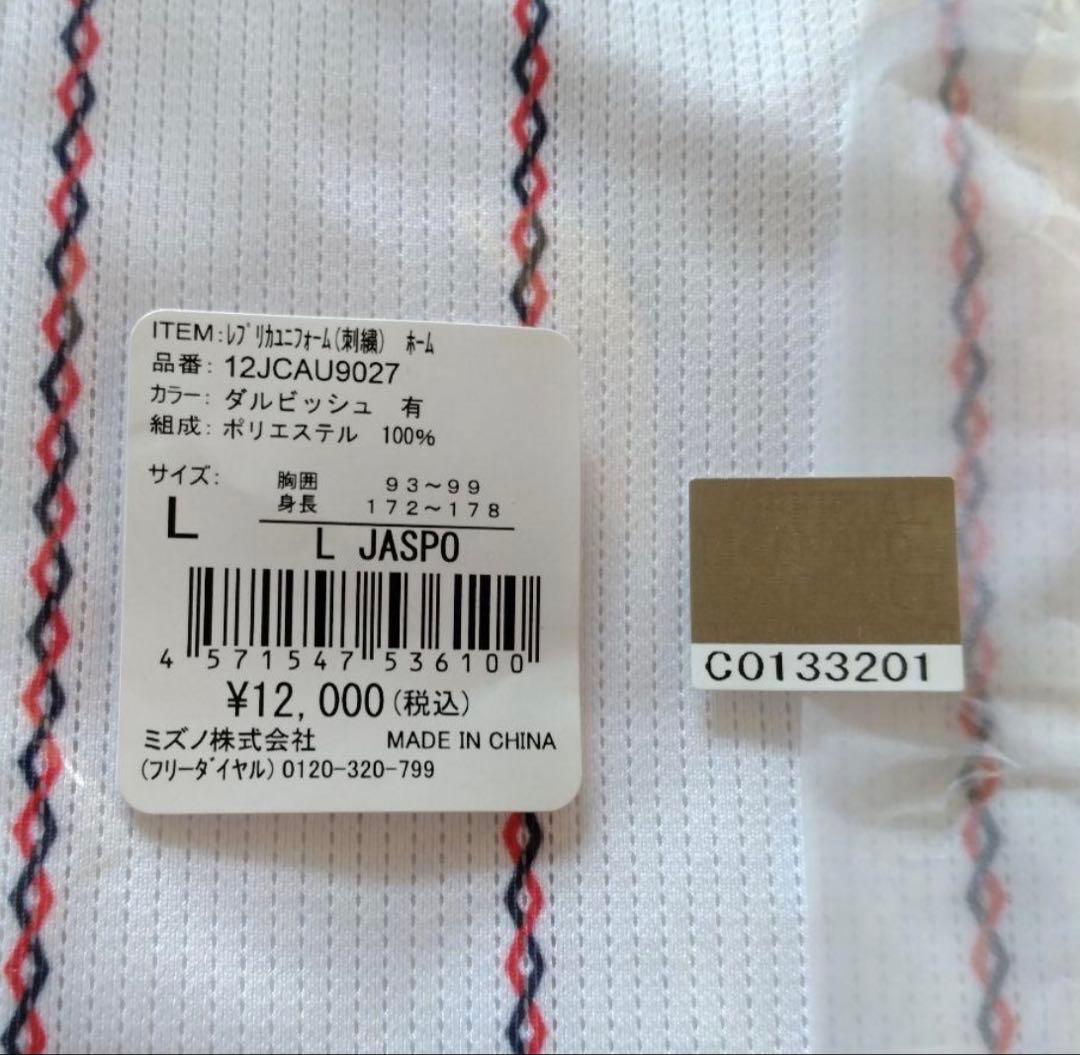 ITEM:ﾚﾌﾟﾘｶﾕﾆﾌｫｰﾑ(刺繍) ﾎｰﾑ
品番: 12JCAU9027
カラー: ダルビッシュ 有
組成: ポリエステル 100%
サイズ:
L
胸囲 93～99
身長 172～178
L JASPO
4 571547 536100
¥12,000(税込)
ミズノ株式会社 MADE IN CHINA
(フリーダイヤル) 0120-320-799
C0133201